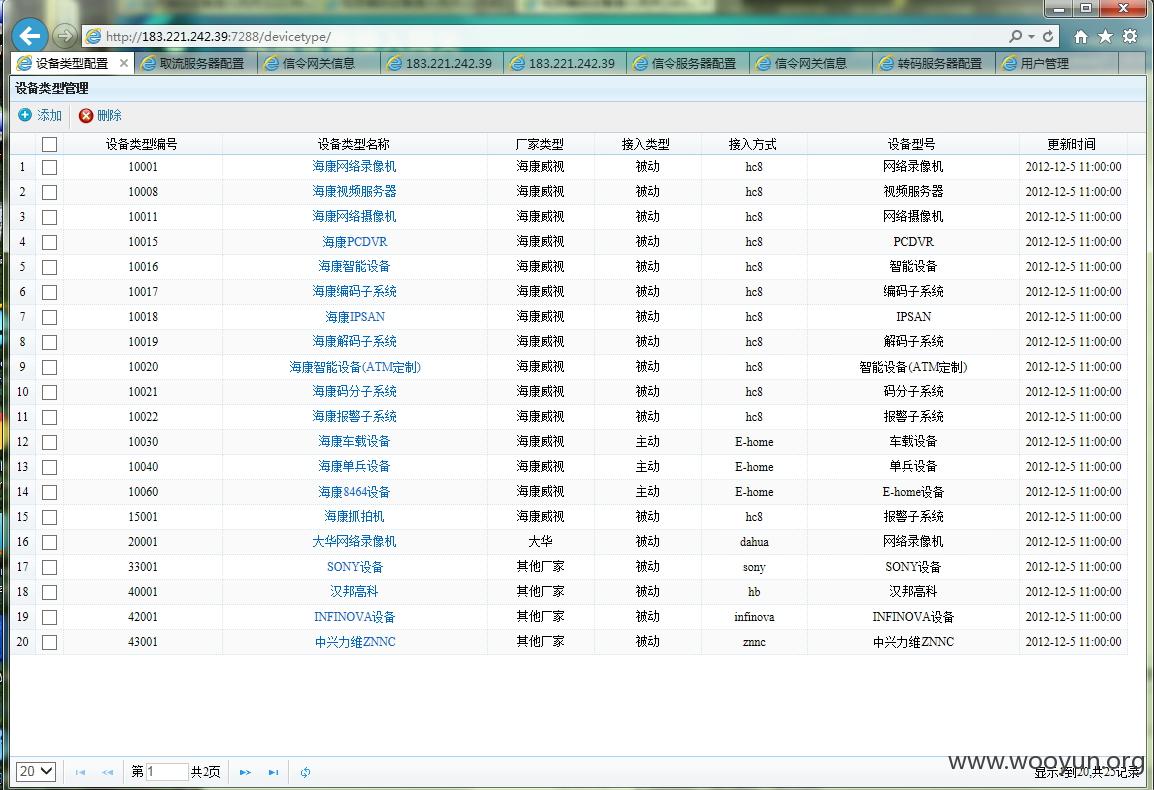 http://183.221.242.39:7288/devicetype/
设备类型配置 取流服务器配置 信令网关信息 183.221.242.39 183.221.242.39 信令服务器配置 信令网关信息 转码服务器配置 用户管理
设备类型管理
添加 删除
设备类型编号 设备类型名称 厂家类型 接入类型 接入方式 设备型号 更新时间
1 10001 海康网络录像机 海康威视 被动 hc8 网络录像机 2012-12-5 11:00:00
2 10008 海康视频服务器 海康威视 被动 hc8 视频服务器 2012-12-5 11:00:00
3 10011 海康网络摄像机 海康威视 被动 hc8 网络摄像机 2012-12-5 11:00:00
4 10015 海康PCDVR 海康威视 被动 hc8 PCDVR 2012-12-5 11:00:00
5 10016 海康智能设备 海康威视 被动 hc8 智能设备 2012-12-5 11:00:00
6 10017 海康编码子系统 海康威视 被动 hc8 编码子系统 2012-12-5 11:00:00
7 10018 海康IPSAN 海康威视 被动 hc8 IPSAN 2012-12-5 11:00:00
8 10019 海康解码子系统 海康威视 被动 hc8 解码子系统 2012-12-5 11:00:00
9 10020 海康智能设备(ATM定制) 海康威视 被动 hc8 智能设备(ATM定制) 2012-12-5 11:00:00
10 10021 海康码分子系统 海康威视 被动 hc8 码分子系统 2012-12-5 11:00:00
11 10022 海康报警子系统 海康威视 被动 hc8 报警子系统 2012-12-5 11:00:00
12 10030 海康车载设备 海康威视 主动 E-home 车载设备 2012-12-5 11:00:00
13 10040 海康单兵设备 海康威视 主动 E-home 单兵设备 2012-12-5 11:00:00
14 10060 海康8464设备 海康威视 主动 E-home E-home设备 2012-12-5 11:00:00
15 15001 海康抓拍机 海康威视 被动 hc8 报警子系统 2012-12-5 11:00:00
16 20001 大华网络录像机 大华 被动 dahua 网络录像机 2012-12-5 11:00:00
17 33001 SONY设备 其他厂家 被动 sony SONY设备 2012-12-5 11:00:00
18 40001 汉邦高科 其他厂家 被动 hb 汉邦高科 2012-12-5 11:00:00
19 42001 INFINOVA设备 其他厂家 被动 infinova INFINOVA设备 2012-12-5 11:00:00
20 43001 中兴力维ZNNC 其他厂家 被动 znnc 中兴力维ZNNC 2012-12-5 11:00:00
www.wooyun.org
20 第 1 共2页 显示1到20,共25记录